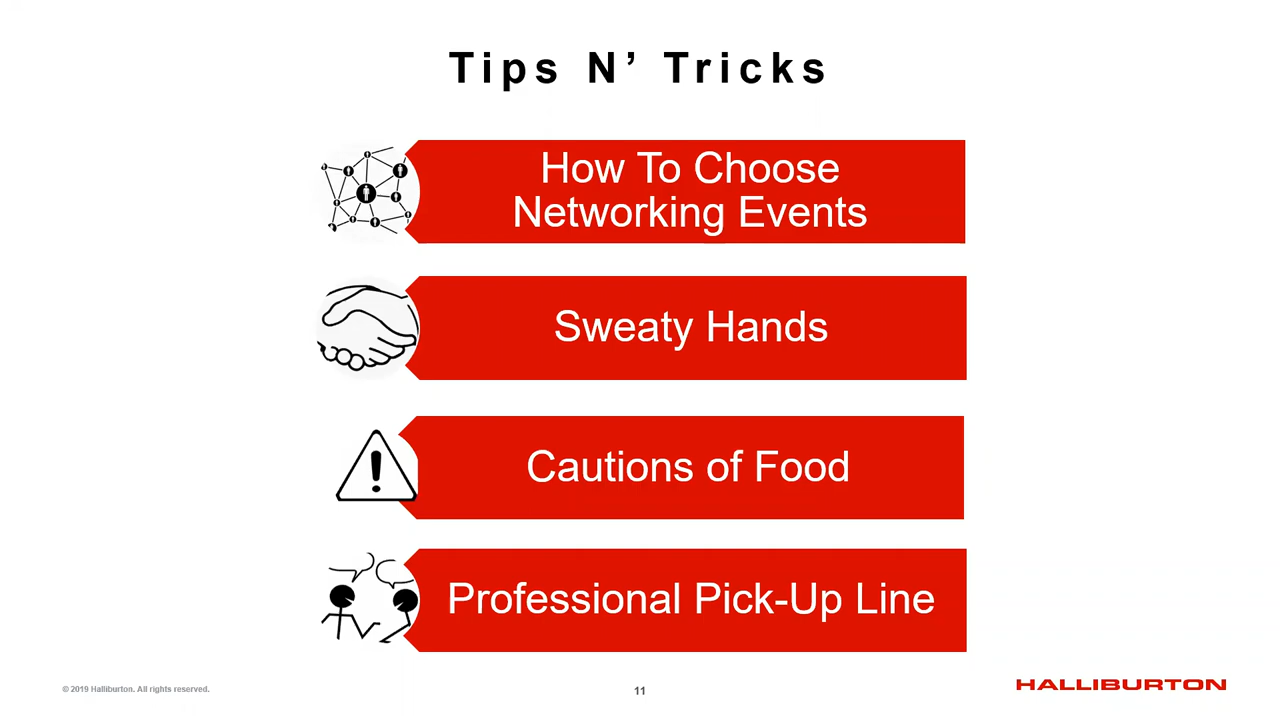 Tips N’ Tricks
How To Choose
Networking Events
Sweaty Hands
Cautions of Food
Professional Pick-Up Line
© 2019 Halliburton. All rights reserved.
11
HALLIBURTON